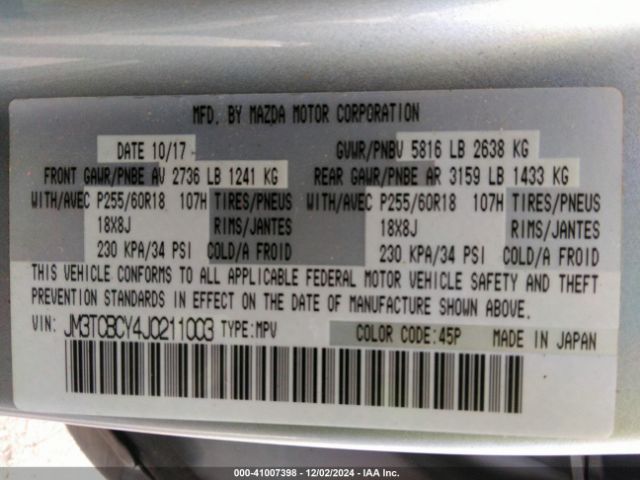 MFD. BY MAZDA MOTOR CORPORATION
DATE 10/17 GVWR/PNBV 5816 LB 2638 KG
FRONT GAWR/PNBE AV 2736 LB 1241 KG REAR GAWR/PNBE AR 3159 LB 1433 KG
WITH/AVEC P255/60R18 107H TIRES/PNEUS WITH/AVEC P255/60R18 107H TIRES/PNEUS
18X8J RIMS/JANTES 18X8J RIMS/JANTES
230 KPA/34 PSI COLD/A FROID 230 KPA/34 PSI COLD/A FROID
THIS VEHICLE CONFORMS TO ALL APPLICABLE FEDERAL MOTOR VEHICLE SAFETY AND THEFT
PREVENTION STANDARDS IN EFFECT ON THE DATE OF MANUFACTURE SHOWN ABOVE.
VIN: JM3TCBCY4J0211003 TYPE:MPV COLOR CODE:45P MADE IN JAPAN
000-41007398 - 12/02/2024 - IAA Inc.